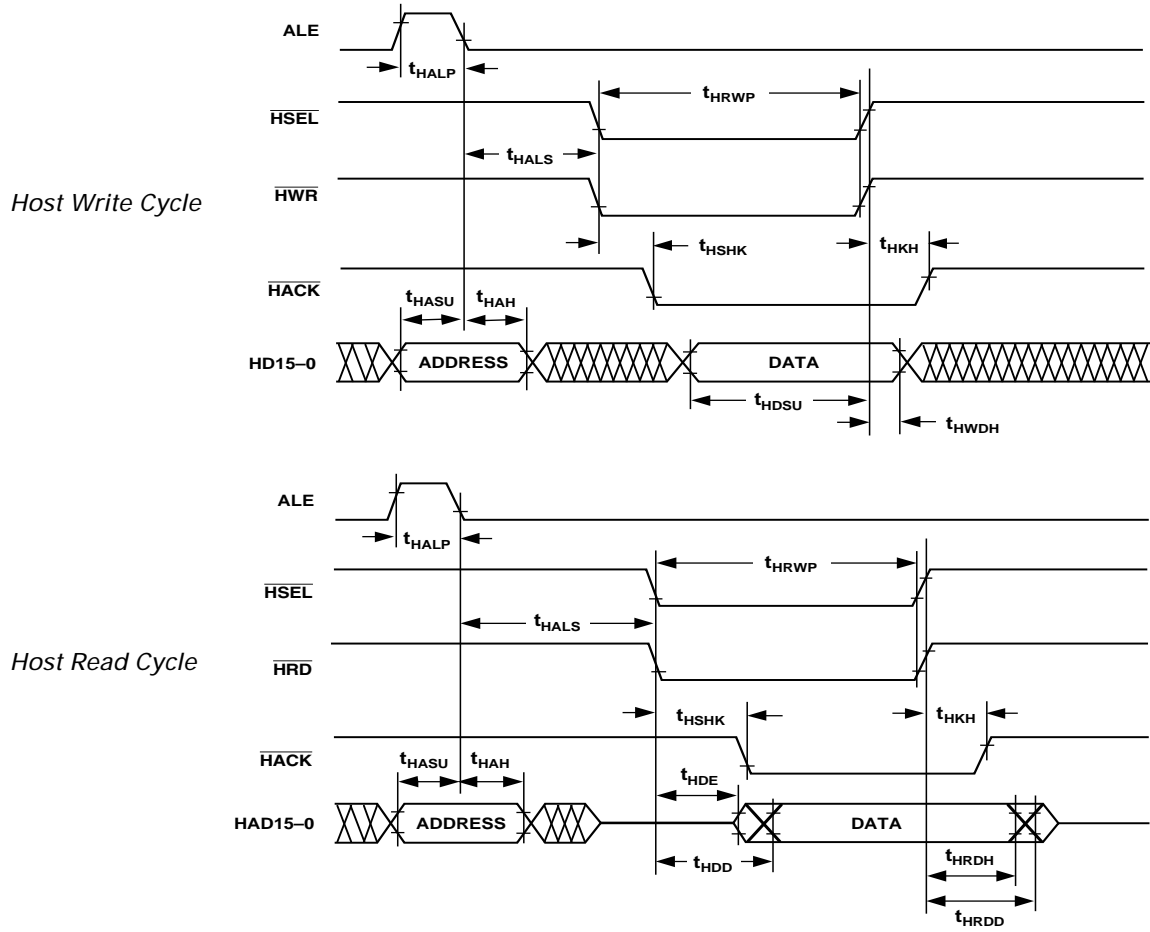 ALE
tHALP
tHRWP
HSEL
tHALS
Host Write Cycle
HWR
tHSHK
tHKH
HACK
tHASU
tHAH
HD15–0
ADDRESS
DATA
tHDSU
tHWDH
ALE
tHALP
tHRWP
HSEL
tHALS
Host Read Cycle
HRD
tHSHK
tHKH
HACK
tHASU
tHAH
tHDE
HAD15–0
ADDRESS
DATA
tHDD
tHRDH
tHRDD